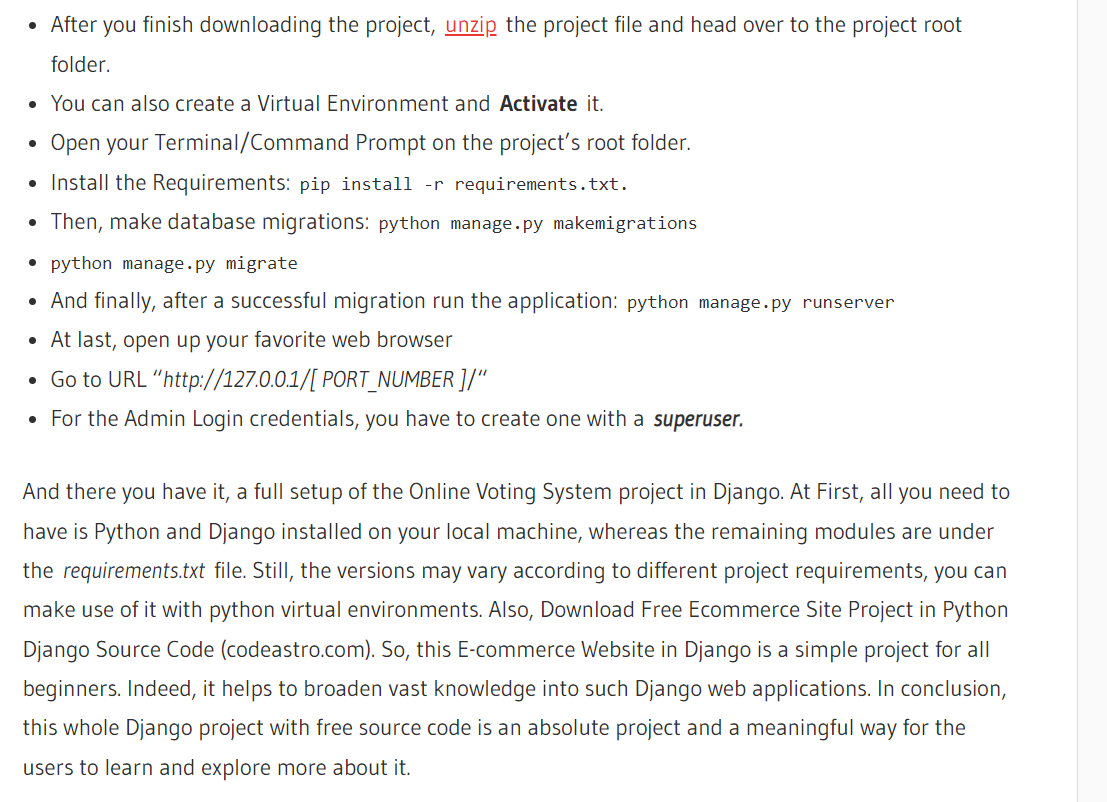 • After you finish downloading the project, unzip the project file and head over to the project root
folder.
• You can also create a Virtual Environment and Activate it.
• Open your Terminal/Command Prompt on the project’s root folder.
• Install the Requirements: pip install -r requirements.txt.
• Then, make database migrations: python manage.py makemigrations
• python manage.py migrate
• And finally, after a successful migration run the application: python manage.py runserver
• At last, open up your favorite web browser
• Go to URL “http://127.0.0.1/[ PORT_NUMBER ]/“
• For the Admin Login credentials, you have to create one with a superuser.
And there you have it, a full setup of the Online Voting System project in Django. At First, all you need to
have is Python and Django installed on your local machine, whereas the remaining modules are under
the requirements.txt file. Still, the versions may vary according to different project requirements, you can
make use of it with python virtual environments. Also, Download Free Ecommerce Site Project in Python
Django Source Code (codeastro.com). So, this E-commerce Website in Django is a simple project for all
beginners. Indeed, it helps to broaden vast knowledge into such Django web applications. In conclusion,
this whole Django project with free source code is an absolute project and a meaningful way for the
users to learn and explore more about it.